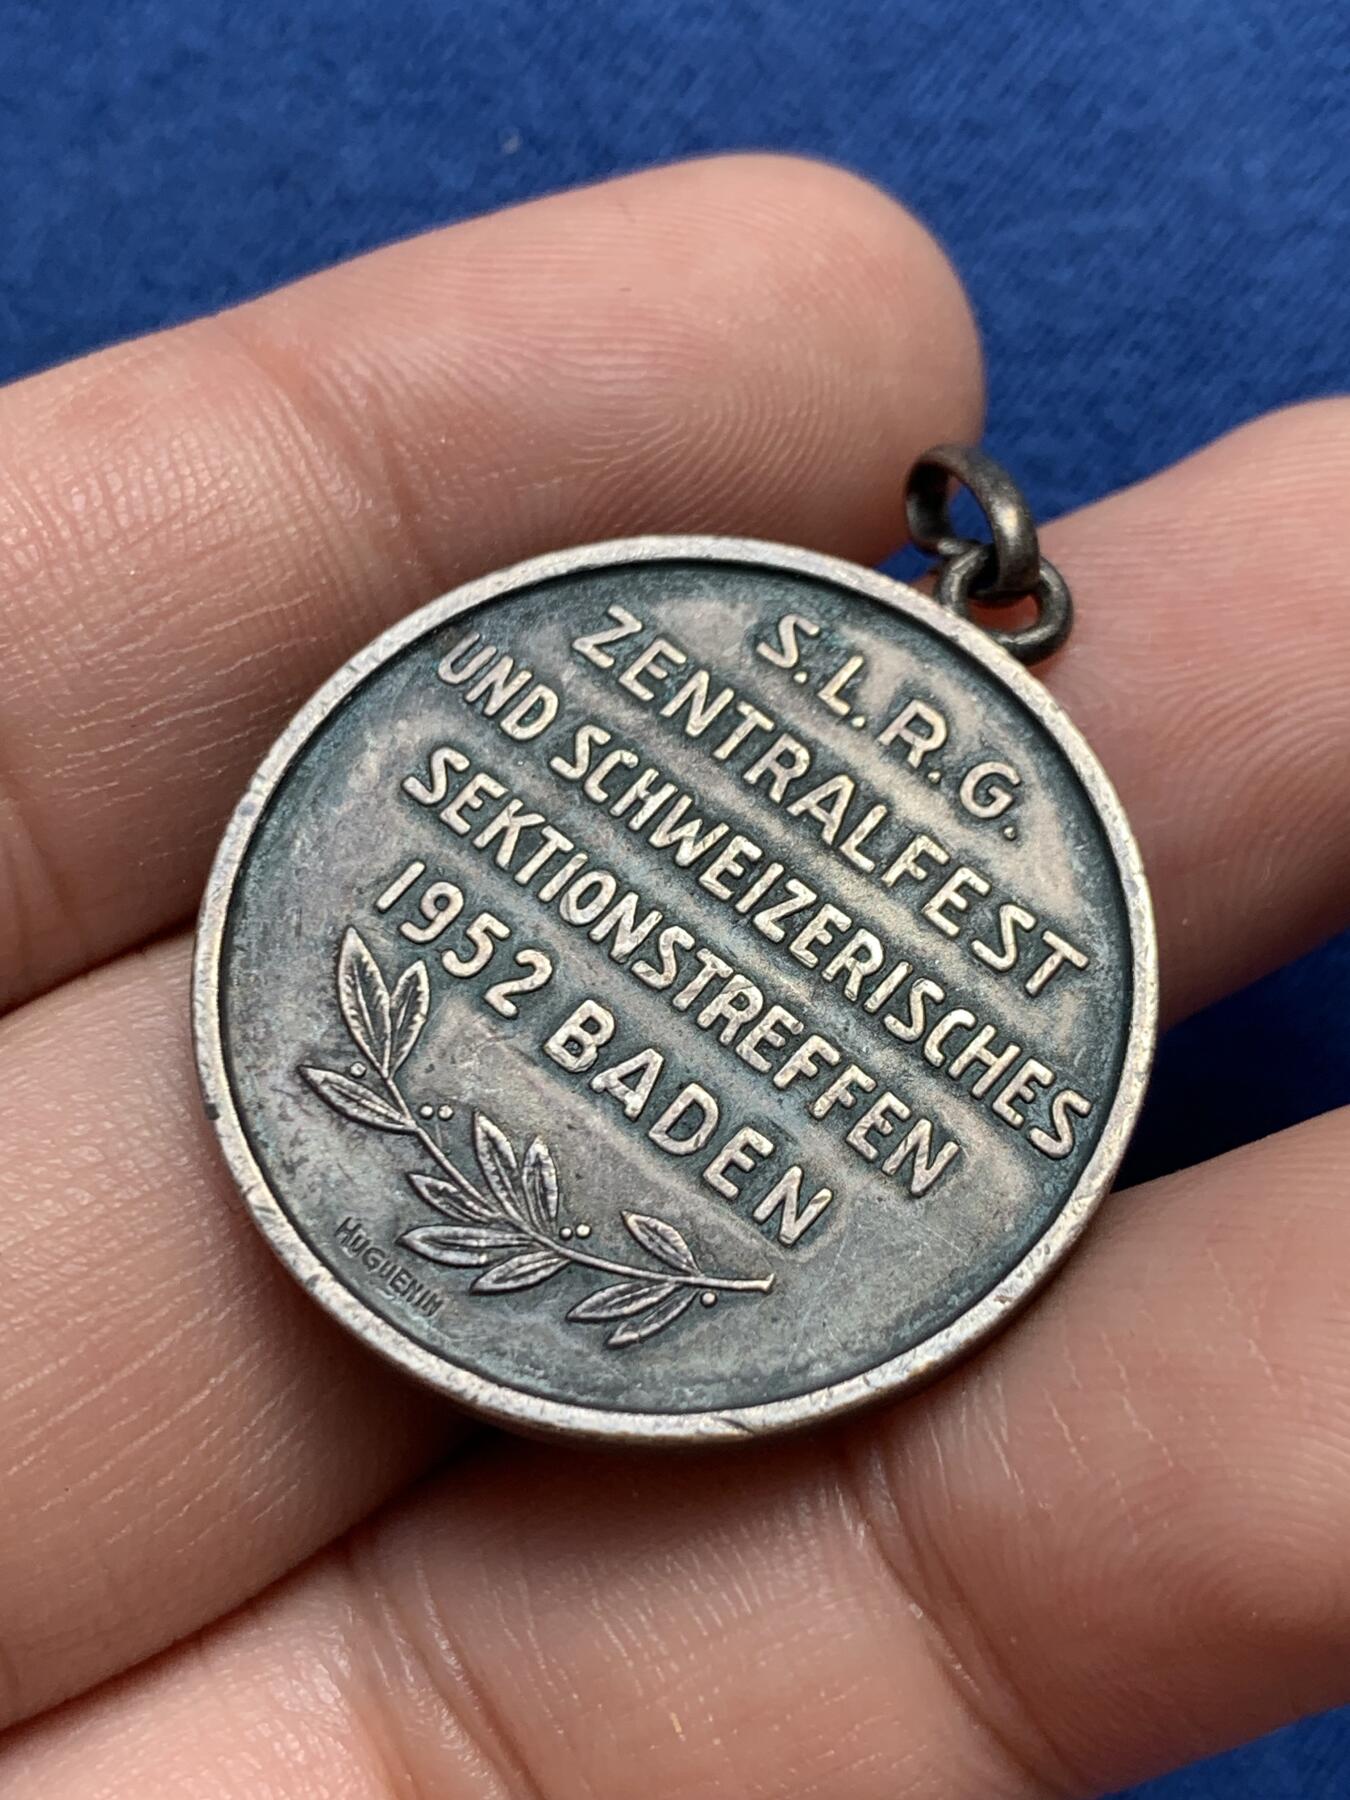 S.L.R.G.
ZENTRALFEST
UND SCHWEIZERISCHES
SEKTIONSTREFFEN
1952 BADEN
HUGUENIN